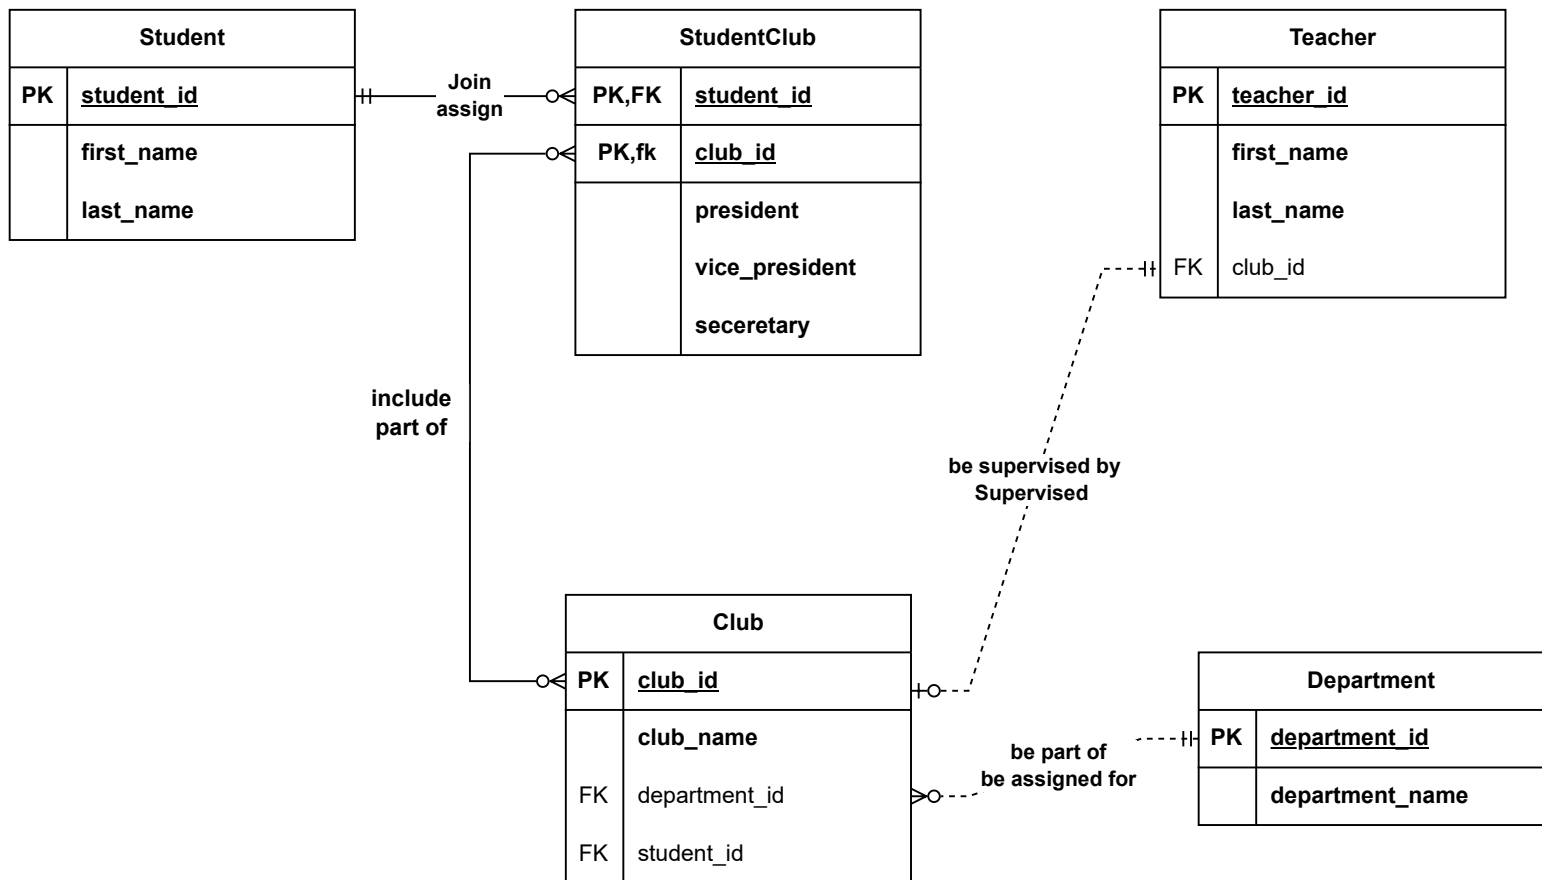 Student
PK student_id
first_name
last_name
Join
assign
StudentClub
PK,FK student_id
PK,fk club_id
president
vice_president
seceretary
Teacher
PK teacher_id
first_name
last_name
FK club_id
include
part of
be supervised by
Supervised
Club
PK club_id
club_name
FK department_id
FK student_id
be part of
be assigned for
Department
PK department_id
department_name